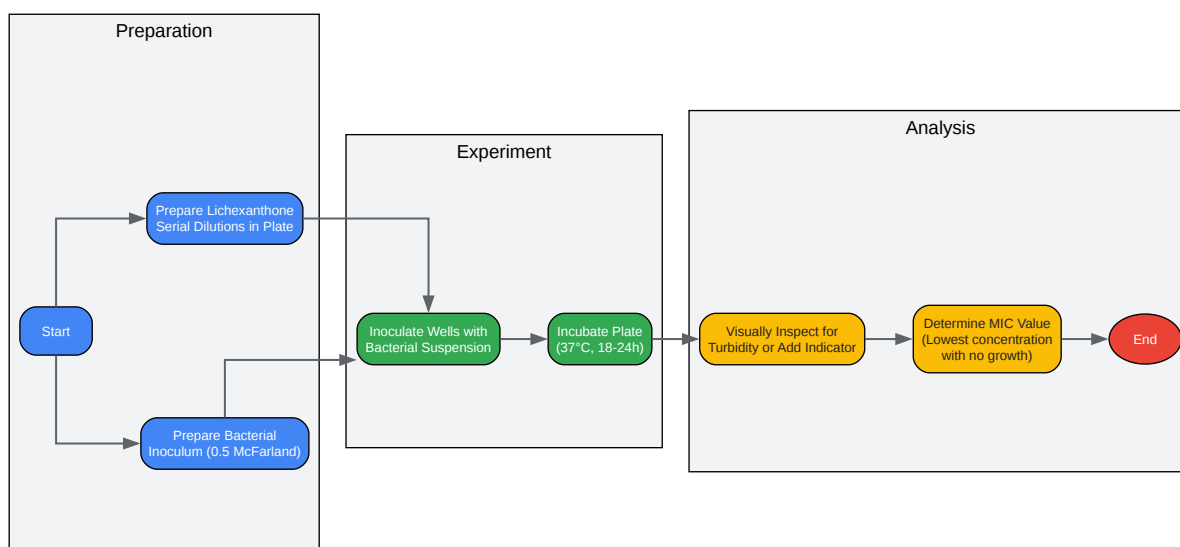 Preparation
Prepare Lichexanthone
Serial Dilutions in Plate
Start
Prepare Bacterial
Inoculum (0.5 McFarland)
Experiment
Inoculate Wells with
Bacterial Suspension
Incubate Plate
(37°C, 18-24h)
Analysis
Visually Inspect for
Turbidity or Add Indicator
Determine MIC Value
(Lowest concentration
with no growth)
End